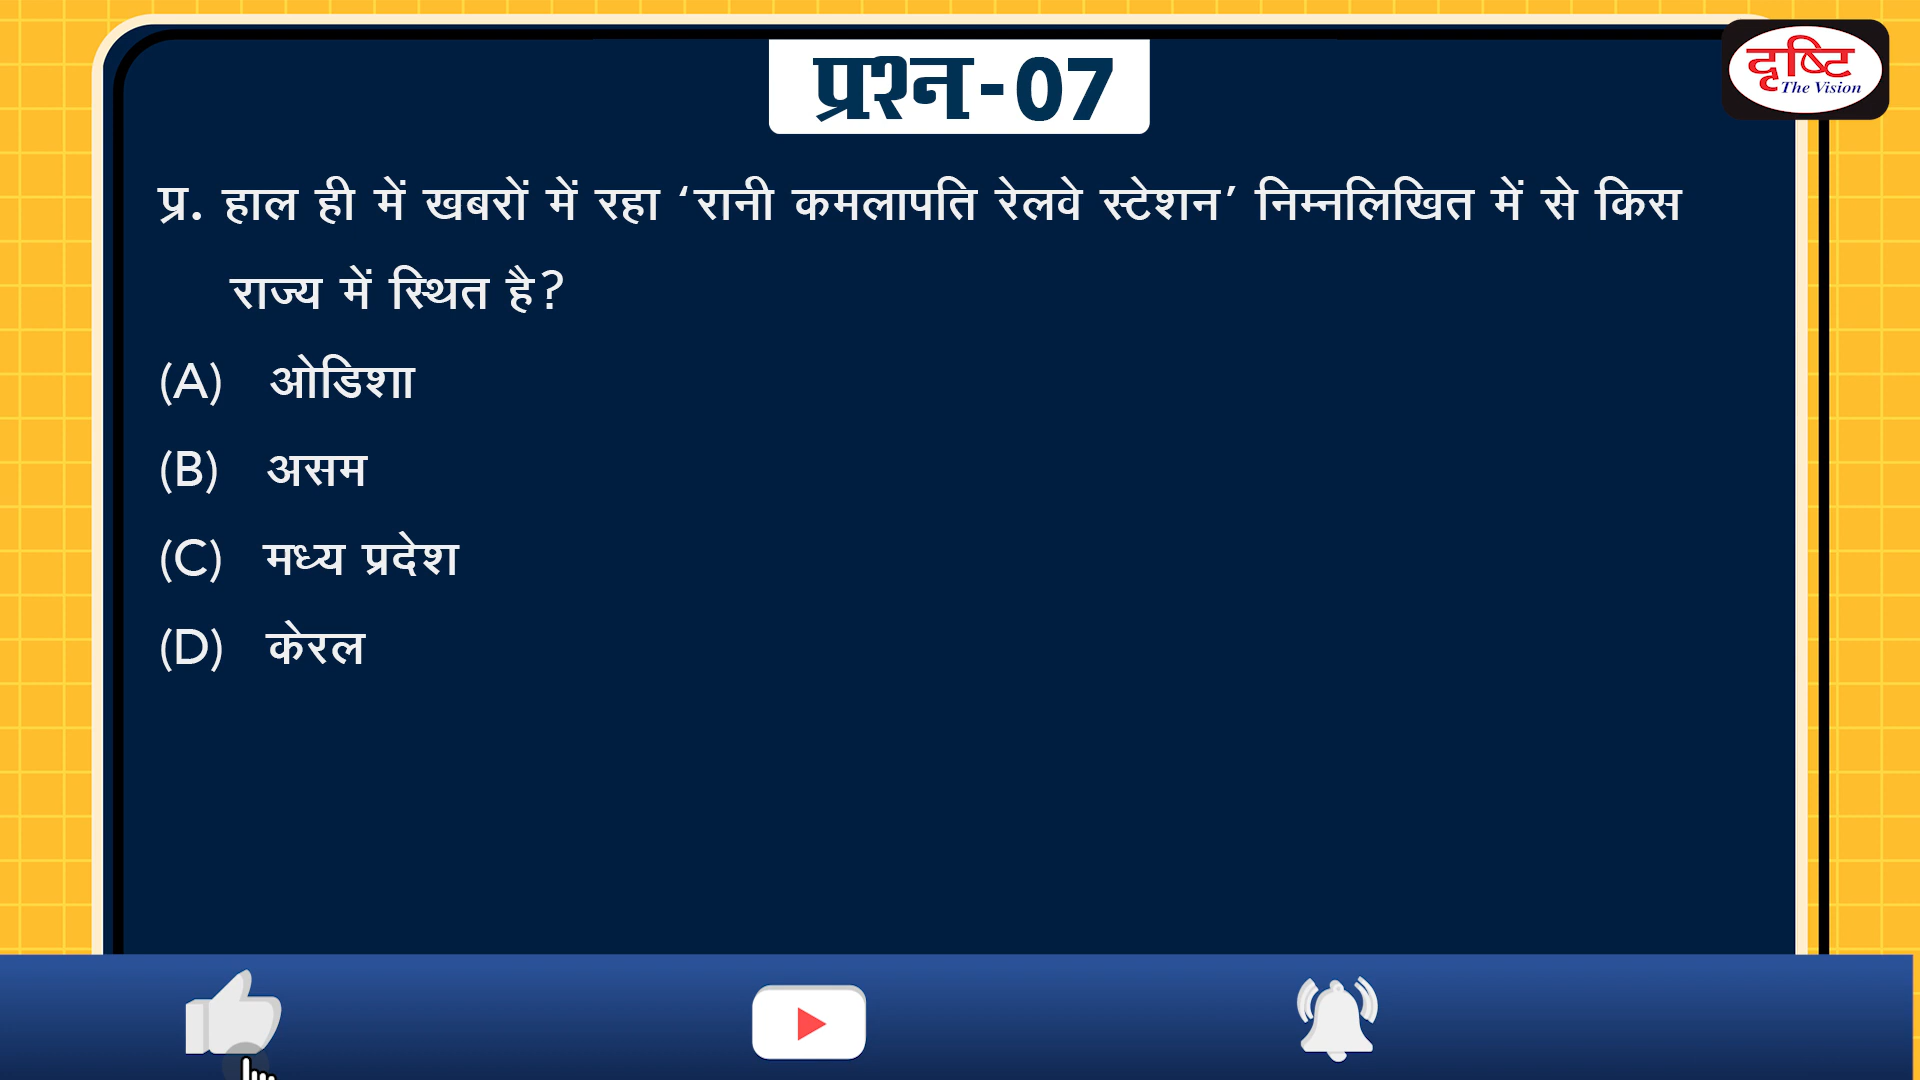 प्रश्न-07
दृष्टि
The Vision
प्र. हाल ही में खबरों में रहा ‘रानी कमलापति रेलवे स्टेशन’ निम्नलिखित में से किस
राज्य में स्थित है?
(A) ओडिशा
(B) असम
(C) मध्य प्रदेश
(D) केरल